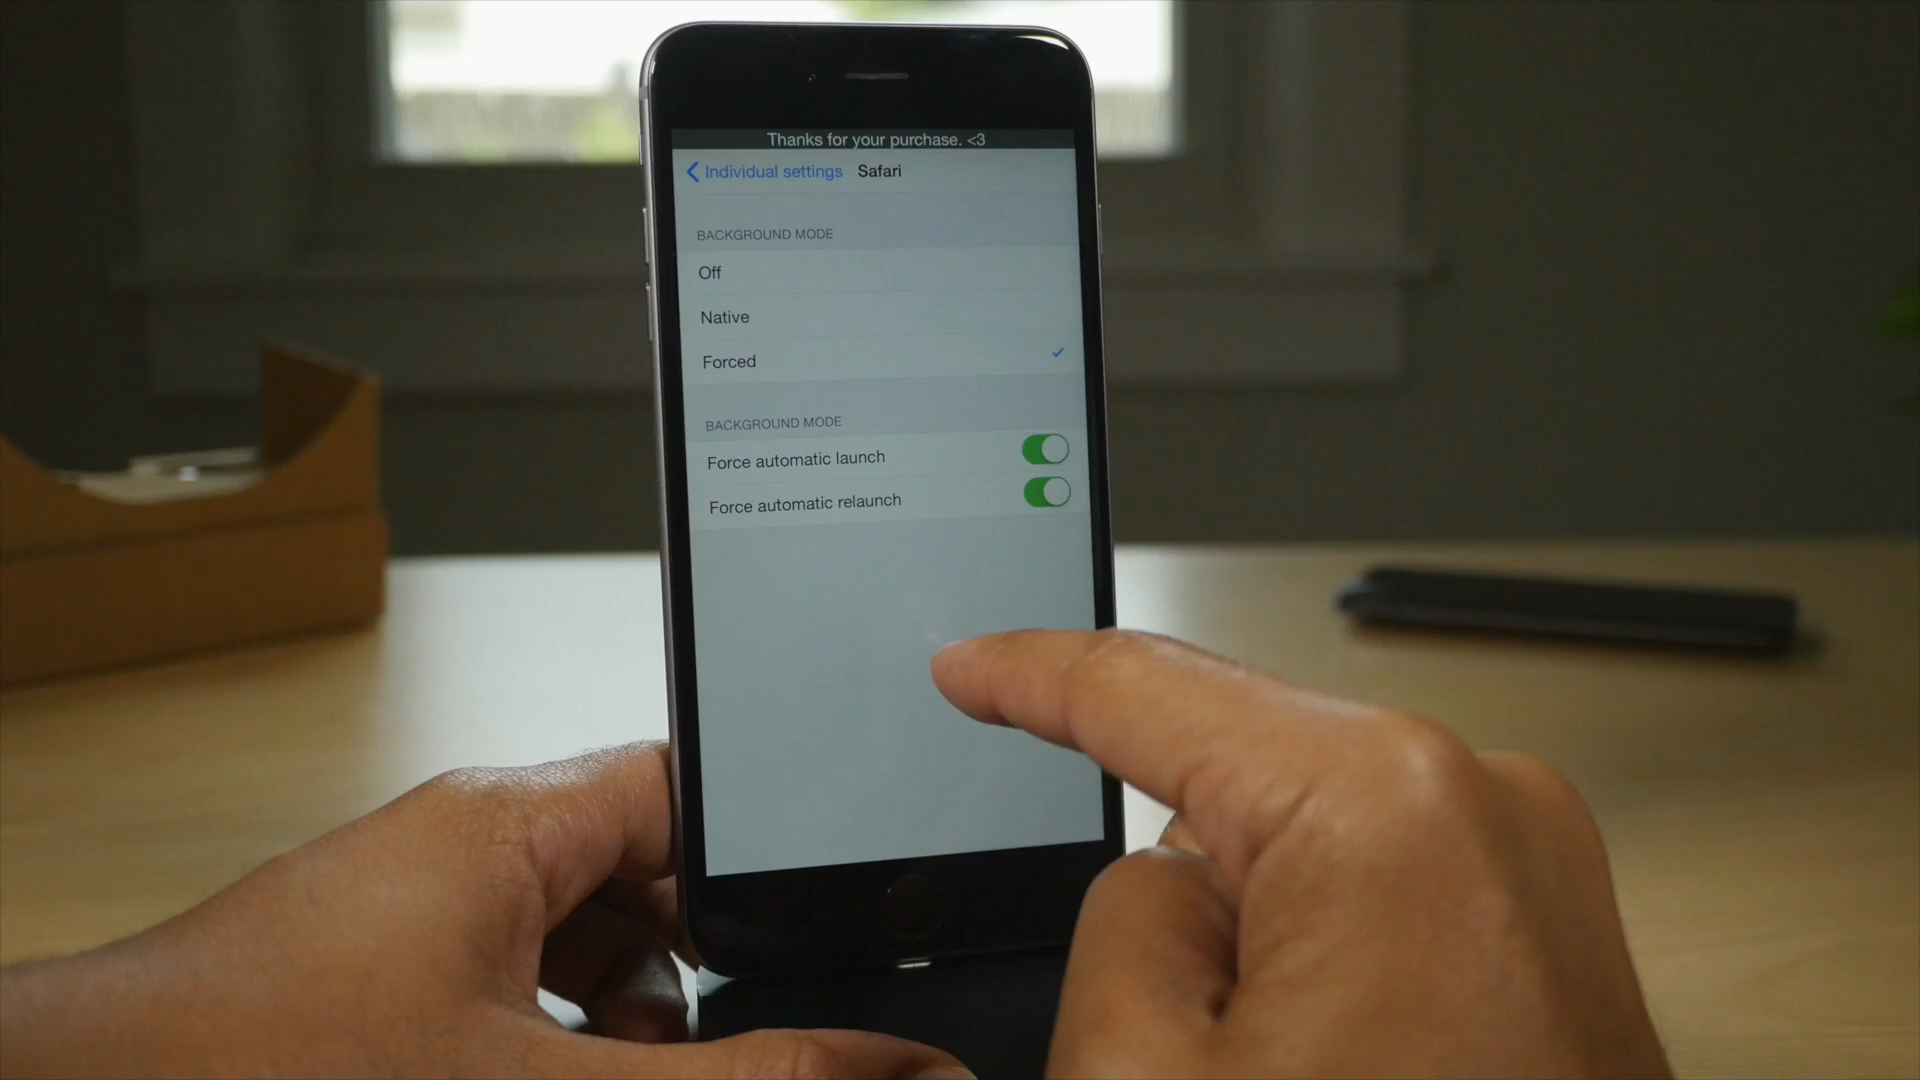 Thanks for your purchase. <3
Individual settings Safari
BACKGROUND MODE
Off
Native
Forced
BACKGROUND MODE
Force automatic launch
Force automatic relaunch